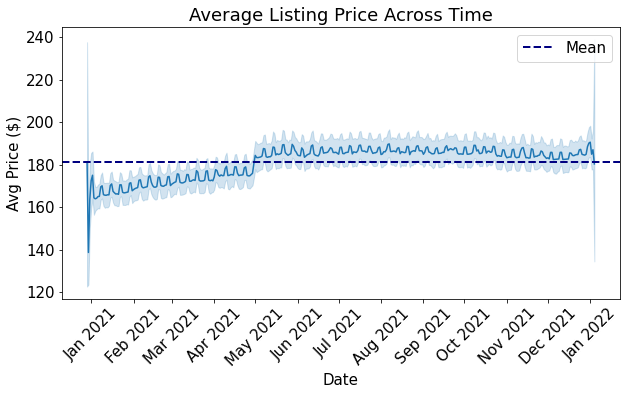 Average Listing Price Across Time
Mean
Avg Price ($)
240
220
200
180
160
140
120
Jan 2021
Feb 2021
Mar 2021
Apr 2021
May 2021
Jun 2021
Jul 2021
Aug 2021
Sep 2021
Oct 2021
Nov 2021
Dec 2021
Jan 2022
Date